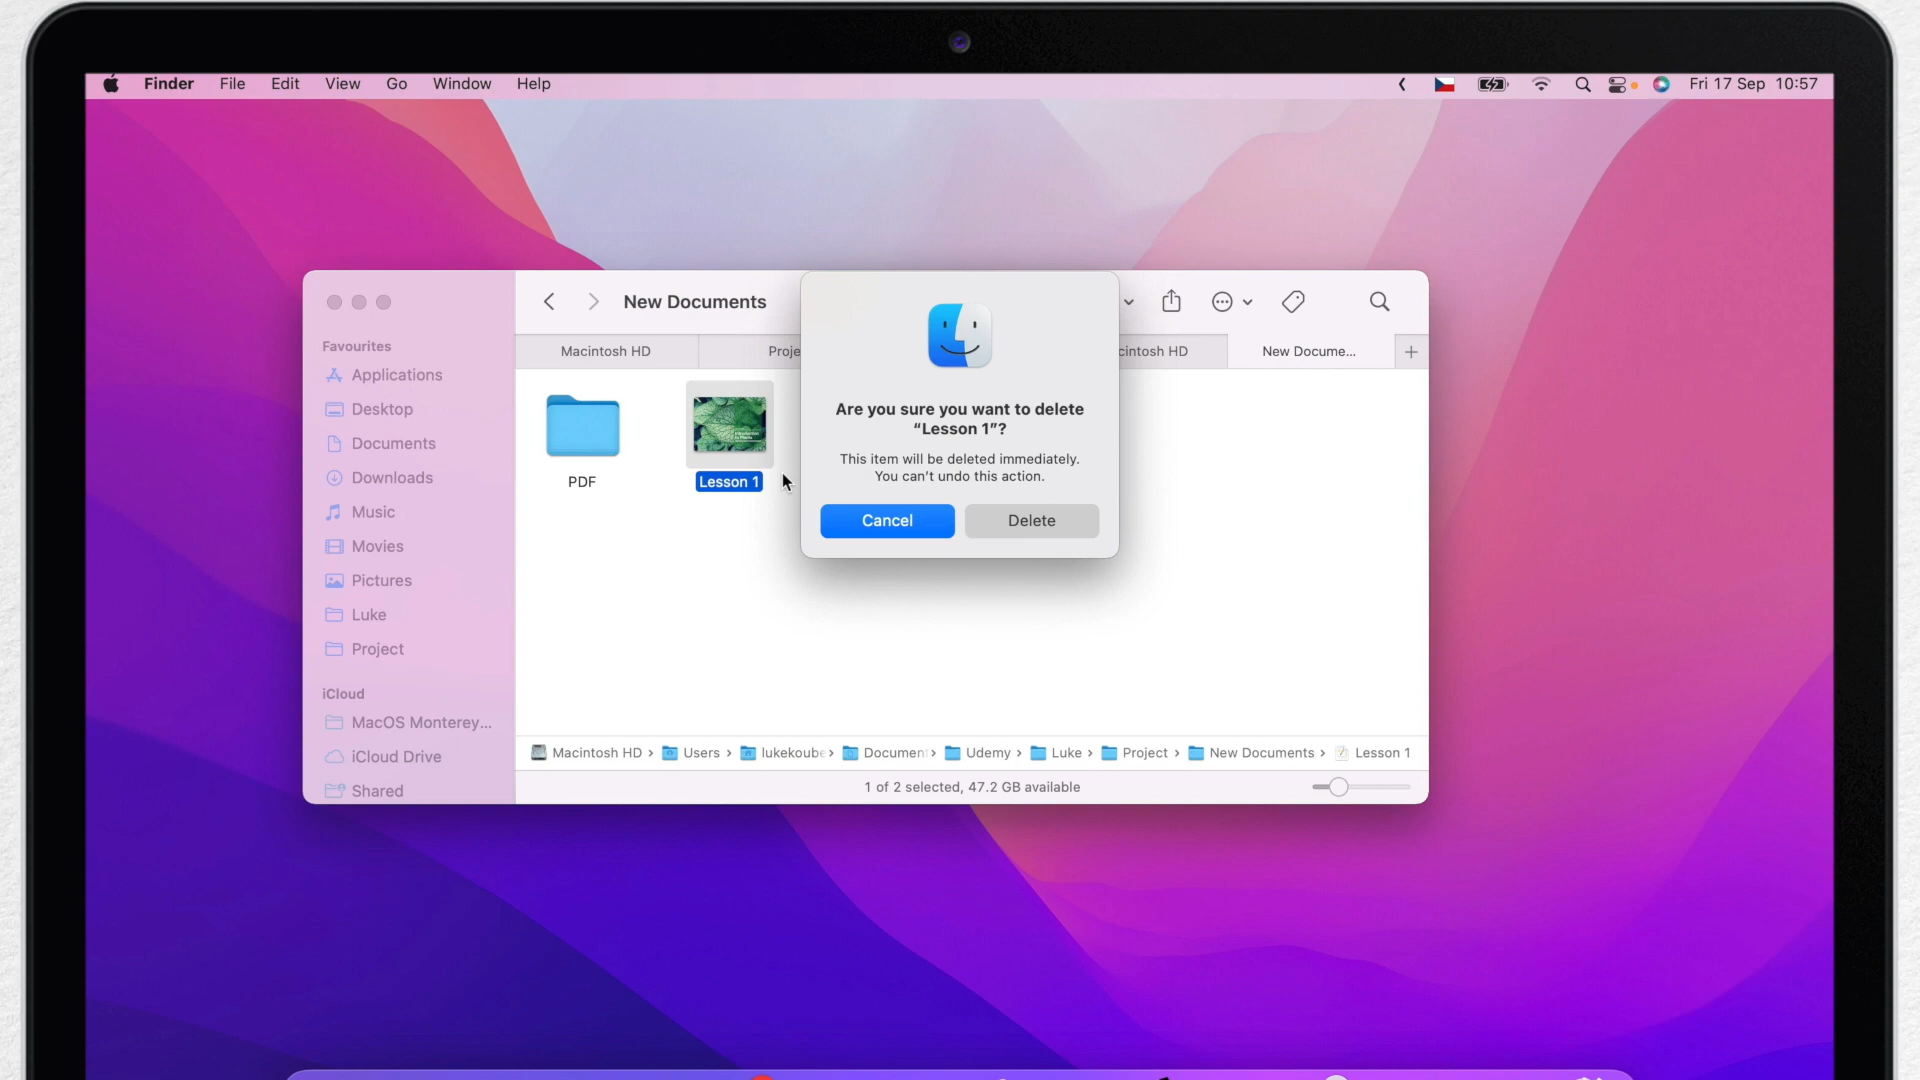 Finder File Edit View Go Window Help
Fri 17 Sep 10:57
New Documents
Macintosh HD
Proje
cintosh HD
New Docume...
Favourites
Applications
Desktop
Documents
Downloads
Music
Movies
Pictures
Luke
Project
iCloud
MacOS Monterey...
iCloud Drive
Shared
PDF
Lesson 1
Are you sure you want to delete
“Lesson 1”?
This item will be deleted immediately.
You can’t undo this action.
Cancel
Delete
Macintosh HD › Users › lukekoube › Document › Udemy › Luke › Project › New Documents › Lesson 1
1 of 2 selected, 47.2 GB available